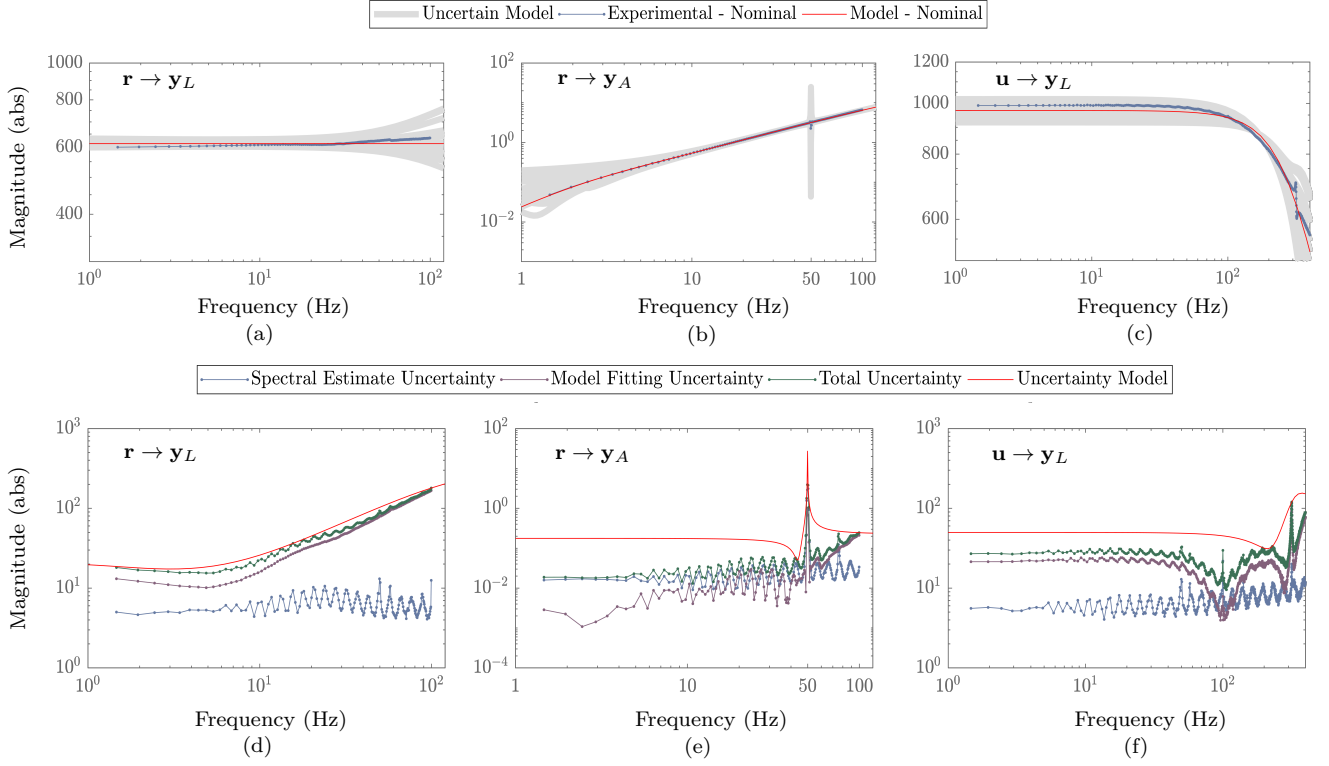 Uncertain Model Experimental - Nominal Model - Nominal
r → y_L r → y_A u → y_L
1000 800 600 400
10^0 10^1 10^2
10^2 10^0 10^-2
1 5 10 50 100
1200 1000 800 600
10^0 10^1 10^2
Magnitude (abs)
Frequency (Hz) Frequency (Hz) Frequency (Hz)
(a) (b) (c)
Spectral Estimate Uncertainty Model Fitting Uncertainty Total Uncertainty Uncertainty Model
r → y_L r → y_A u → y_L
10^3 10^2 10^1 10^0
10^0 10^1 10^2
10^2 10^0 10^-2 10^-4
1 10 50 100
10^3 10^2 10^1 10^0
10^0 10^1 10^2
Magnitude (abs)
Frequency (Hz) Frequency (Hz) Frequency (Hz)
(d) (e) (f)